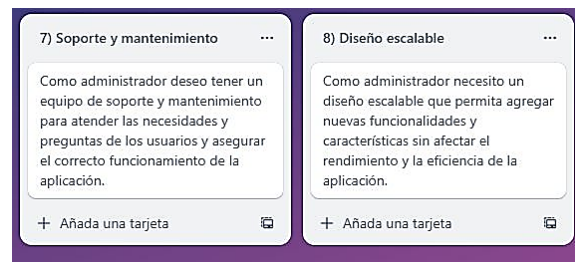 7) Soporte y mantenimiento
Como administrador deseo tener un
equipo de soporte y mantenimiento
para atender las necesidades y
preguntas de los usuarios y asegurar
el correcto funcionamiento de la
aplicación.
Añada una tarjeta
8) Diseño escalable
Como administrador necesito un
diseño escalable que permita agregar
nuevas funcionalidades y
características sin afectar el
rendimiento y la eficiencia de la
aplicación.
Añada una tarjeta